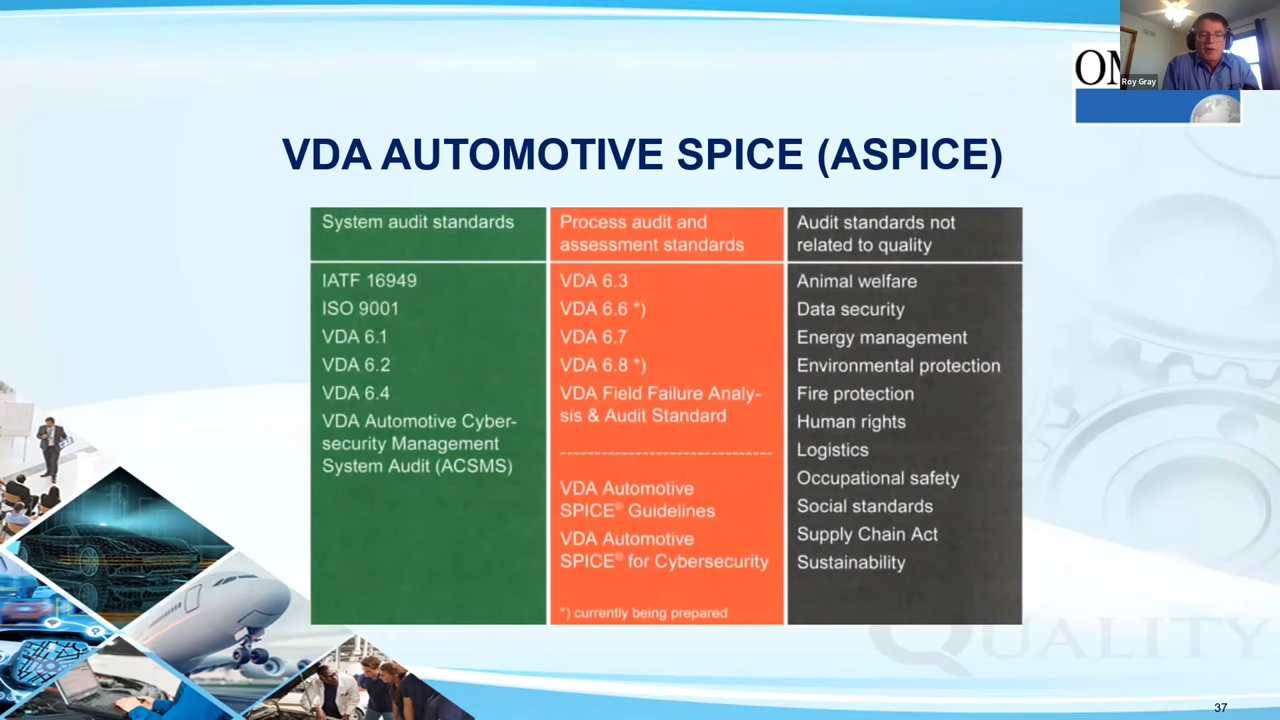 OM
Roy Gray
VDA AUTOMOTIVE SPICE (ASPICE)
System audit standards
IATF 16949
ISO 9001
VDA 6.1
VDA 6.2
VDA 6.4
VDA Automotive Cyber-
security Management
System Audit (ACSMS)
Process audit and
assessment standards
VDA 6.3
VDA 6.6 *)
VDA 6.7
VDA 6.8 *)
VDA Field Failure Analy-
sis & Audit Standard
VDA Automotive
SPICE® Guidelines
VDA Automotive
SPICE® for Cybersecurity
*) currently being prepared
Audit standards not
related to quality
Animal welfare
Data security
Energy management
Environmental protection
Fire protection
Human rights
Logistics
Occupational safety
Social standards
Supply Chain Act
Sustainability
QUALITY
37